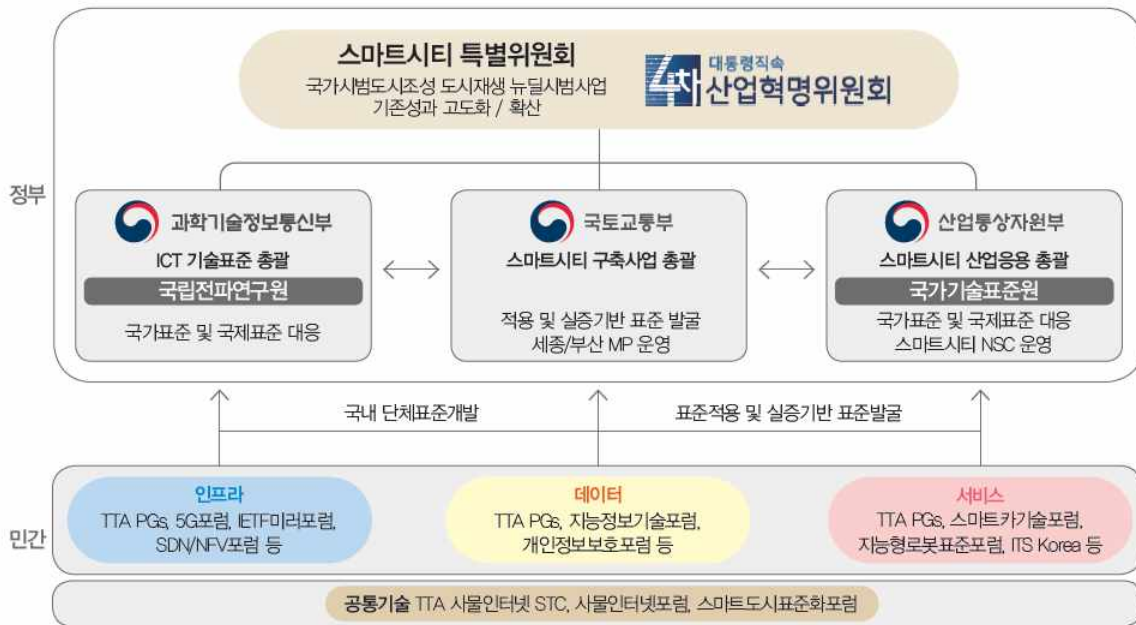 스마트시티 특별위원회
국가시범도시조성 도시재생 뉴딜시범사업
기존성과 고도화 / 확산
대통령직속
4차 산업혁명위원회
정부
과학기술정보통신부
ICT 기술표준 총괄
국립전파연구원
국가표준 및 국제표준 대응
국토교통부
스마트시티 구축사업 총괄
적용 및 실증기반 표준 발굴
세종/부산 MP 운영
산업통상자원부
스마트시티 산업응용 총괄
국가기술표준원
국가표준 및 국제표준 대응
스마트시티 NSC 운영
국내 단체표준개발
표준적용 및 실증기반 표준발굴
민간
인프라
TTA PGs, 5G포럼, IETF미러포럼,
SDN/NFV포럼 등
데이터
TTA PGs, 지능정보기술포럼,
개인정보보호포럼 등
서비스
TTA PGs, 스마트카기술포럼,
지능형로봇표준포럼, ITS Korea 등
공통기술 TTA 사물인터넷 STC, 사물인터넷포럼, 스마트도시표준화포럼